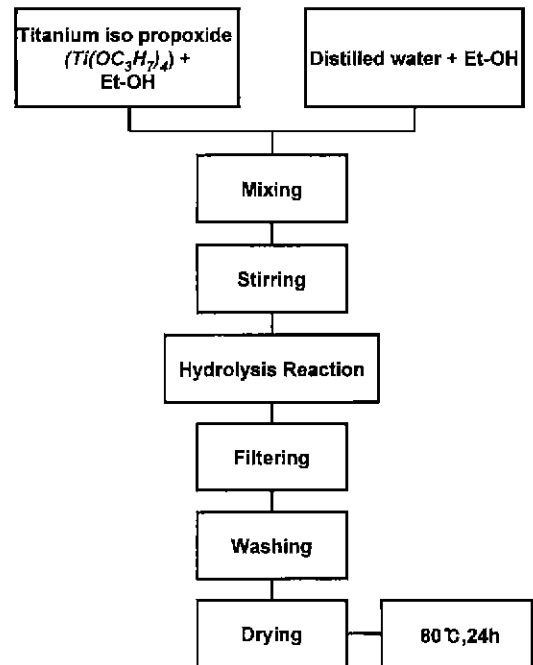 Titanium iso propoxide
(Ti(OC3H7)4) +
Et-OH
Distilled water + Et-OH
Mixing
Stirring
Hydrolysis Reaction
Filtering
Washing
Drying
80℃,24h